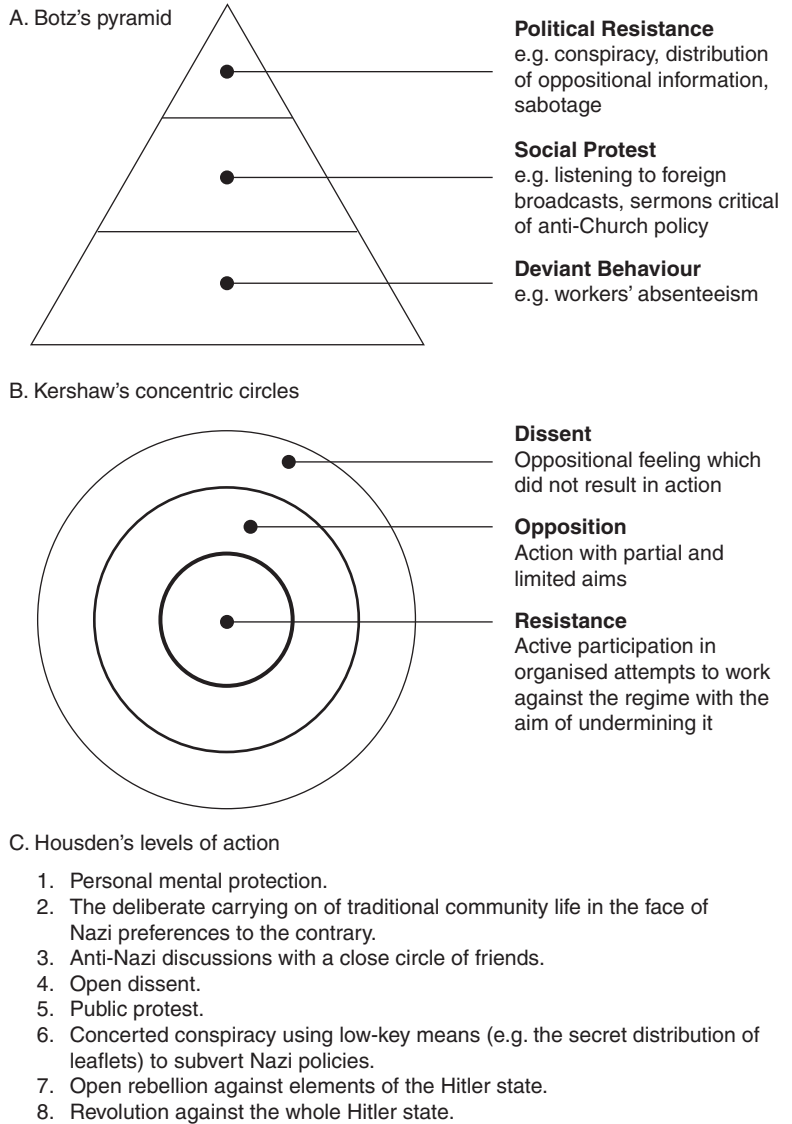 A. Botz’s pyramid
Political Resistance
e.g. conspiracy, distribution
of oppositional information,
sabotage
Social Protest
e.g. listening to foreign
broadcasts, sermons critical
of anti-Church policy
Deviant Behaviour
e.g. workers’ absenteeism
B. Kershaw’s concentric circles
Dissent
Oppositional feeling which
did not result in action
Opposition
Action with partial and
limited aims
Resistance
Active participation in
organised attempts to work
against the regime with the
aim of undermining it
C. Housden’s levels of action
1. Personal mental protection.
2. The deliberate carrying on of traditional community life in the face of
Nazi preferences to the contrary.
3. Anti-Nazi discussions with a close circle of friends.
4. Open dissent.
5. Public protest.
6. Concerted conspiracy using low-key means (e.g. the secret distribution of
leaflets) to subvert Nazi policies.
7. Open rebellion against elements of the Hitler state.
8. Revolution against the whole Hitler state.